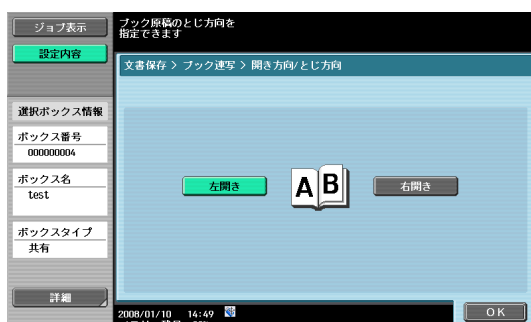 ジョブ表示
ブック原稿のとじ方向を
指定できます
設定内容
文書保存 > ブック連写 > 開き方向/とじ方向
選択ボックス情報
ボックス番号
000000004
ボックス名
test
ボックスタイプ
共有
左開き
A B
右開き
詳細
2008/01/10 14:49
OK